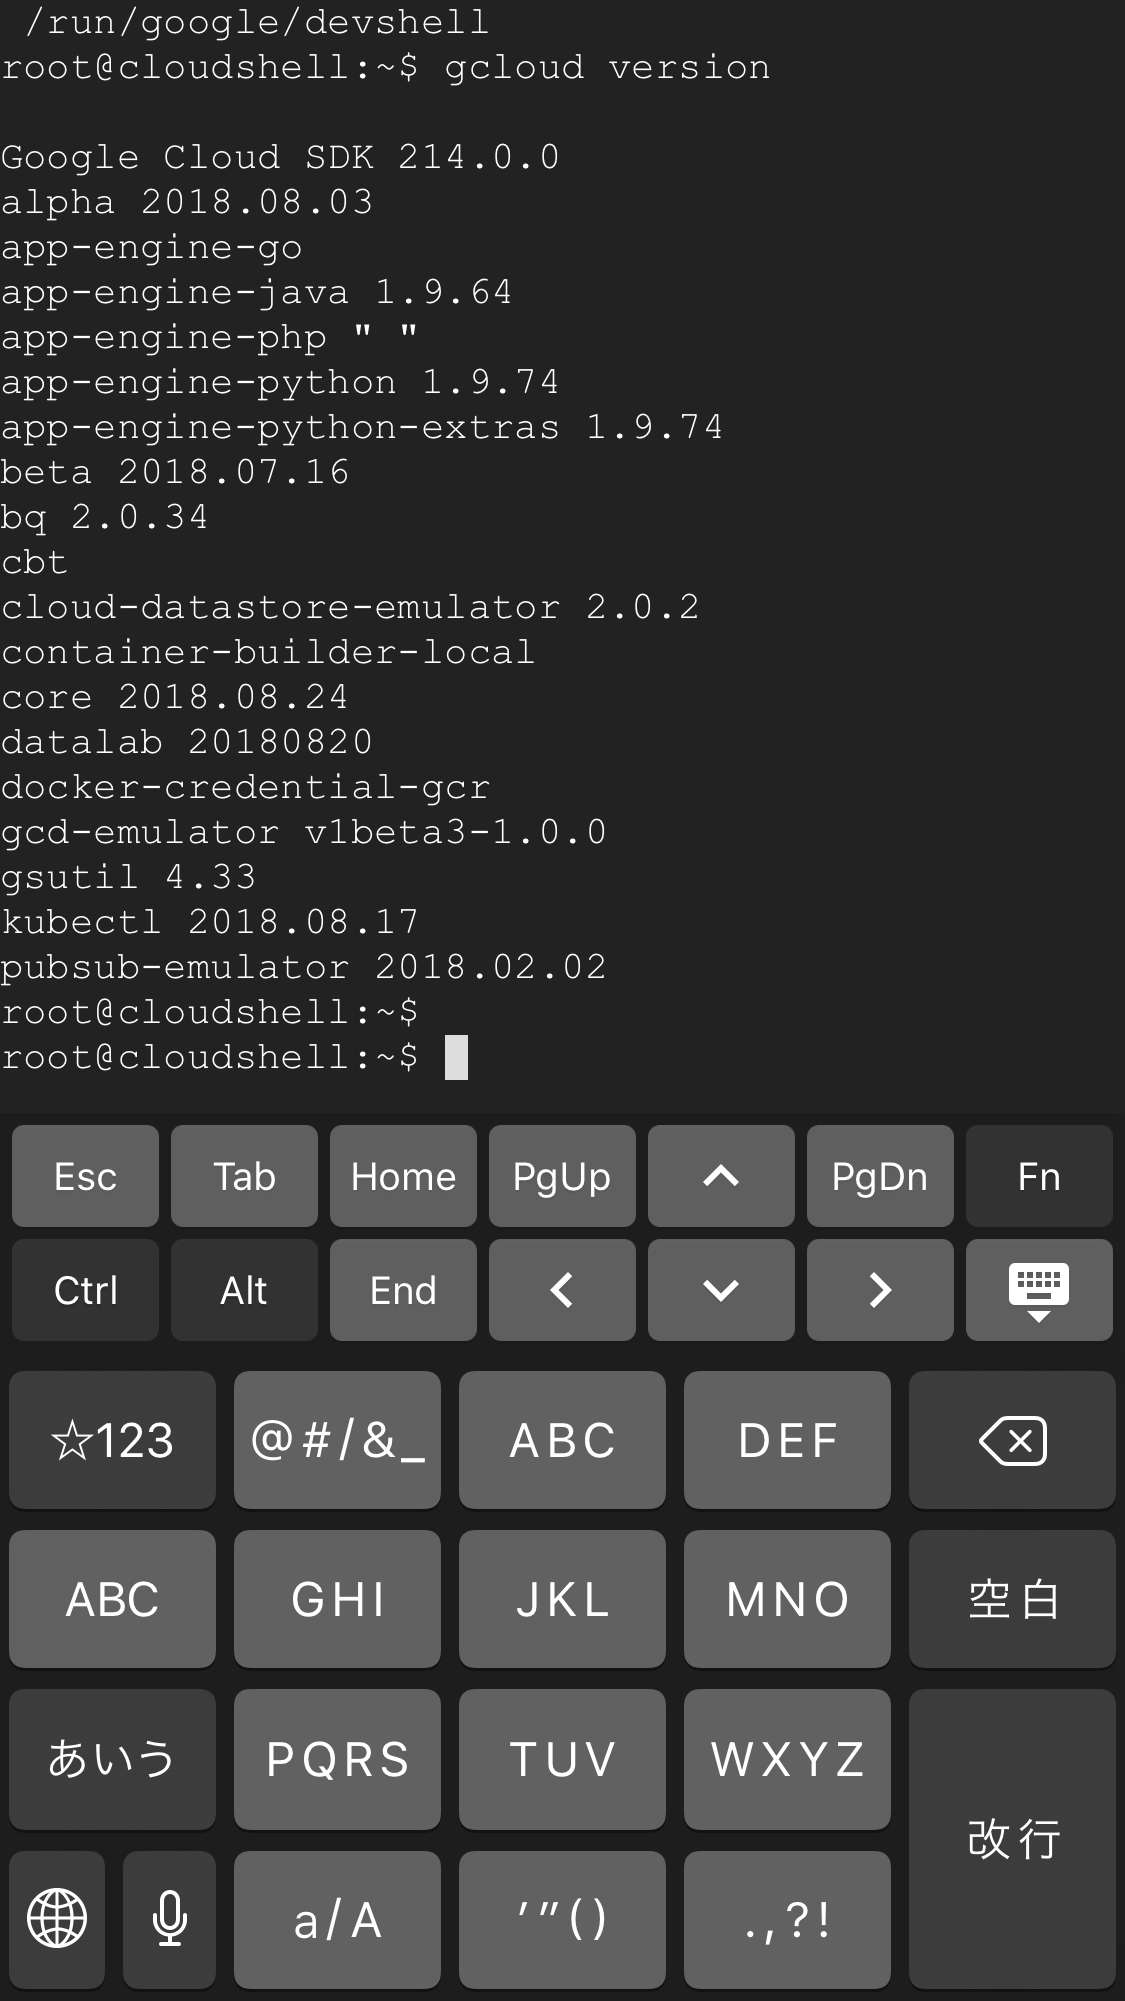 /run/google/devshell
root@cloudshell:~$ gcloud version
Google Cloud SDK 214.0.0
alpha 2018.08.03
app-engine-go
app-engine-java 1.9.64
app-engine-php " "
app-engine-python 1.9.74
app-engine-python-extras 1.9.74
beta 2018.07.16
bq 2.0.34
cbt
cloud-datastore-emulator 2.0.2
container-builder-local
core 2018.08.24
datalab 20180820
docker-credential-gcr
gcd-emulator v1beta3-1.0.0
gsutil 4.33
kubectl 2018.08.17
pubsub-emulator 2018.02.02
root@cloudshell:~$
root@cloudshell:~$
Esc Tab Home PgUp PgDn Fn
Ctrl Alt End
☆123 @#/&_ ABC DEF
ABC GHI JKL MNO 空白
あいう PQRS TUV WXYZ
改行
a/A ’”() .,?!